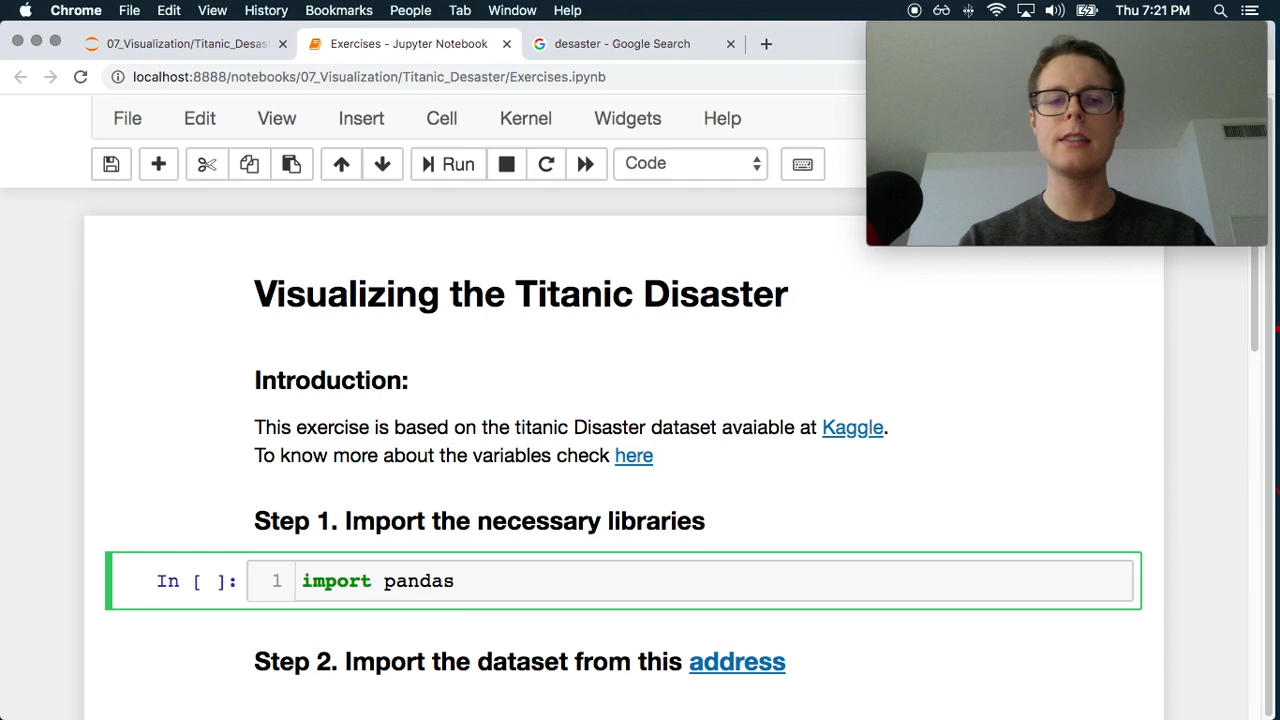 Chrome File Edit View History Bookmarks People Tab Window Help Thu 7:21 PM
07_Visualization/Titanic_Desas Exercises - Jupyter Notebook desaster - Google Search
localhost:8888/notebooks/07_Visualization/Titanic_Desaster/Exercises.ipynb
File Edit View Insert Cell Kernel Widgets Help
Run Code
Visualizing the Titanic Disaster
Introduction:
This exercise is based on the titanic Disaster dataset avaiable at Kaggle.
To know more about the variables check here
Step 1. Import the necessary libraries
In [ ]: 1 import pandas
Step 2. Import the dataset from this address